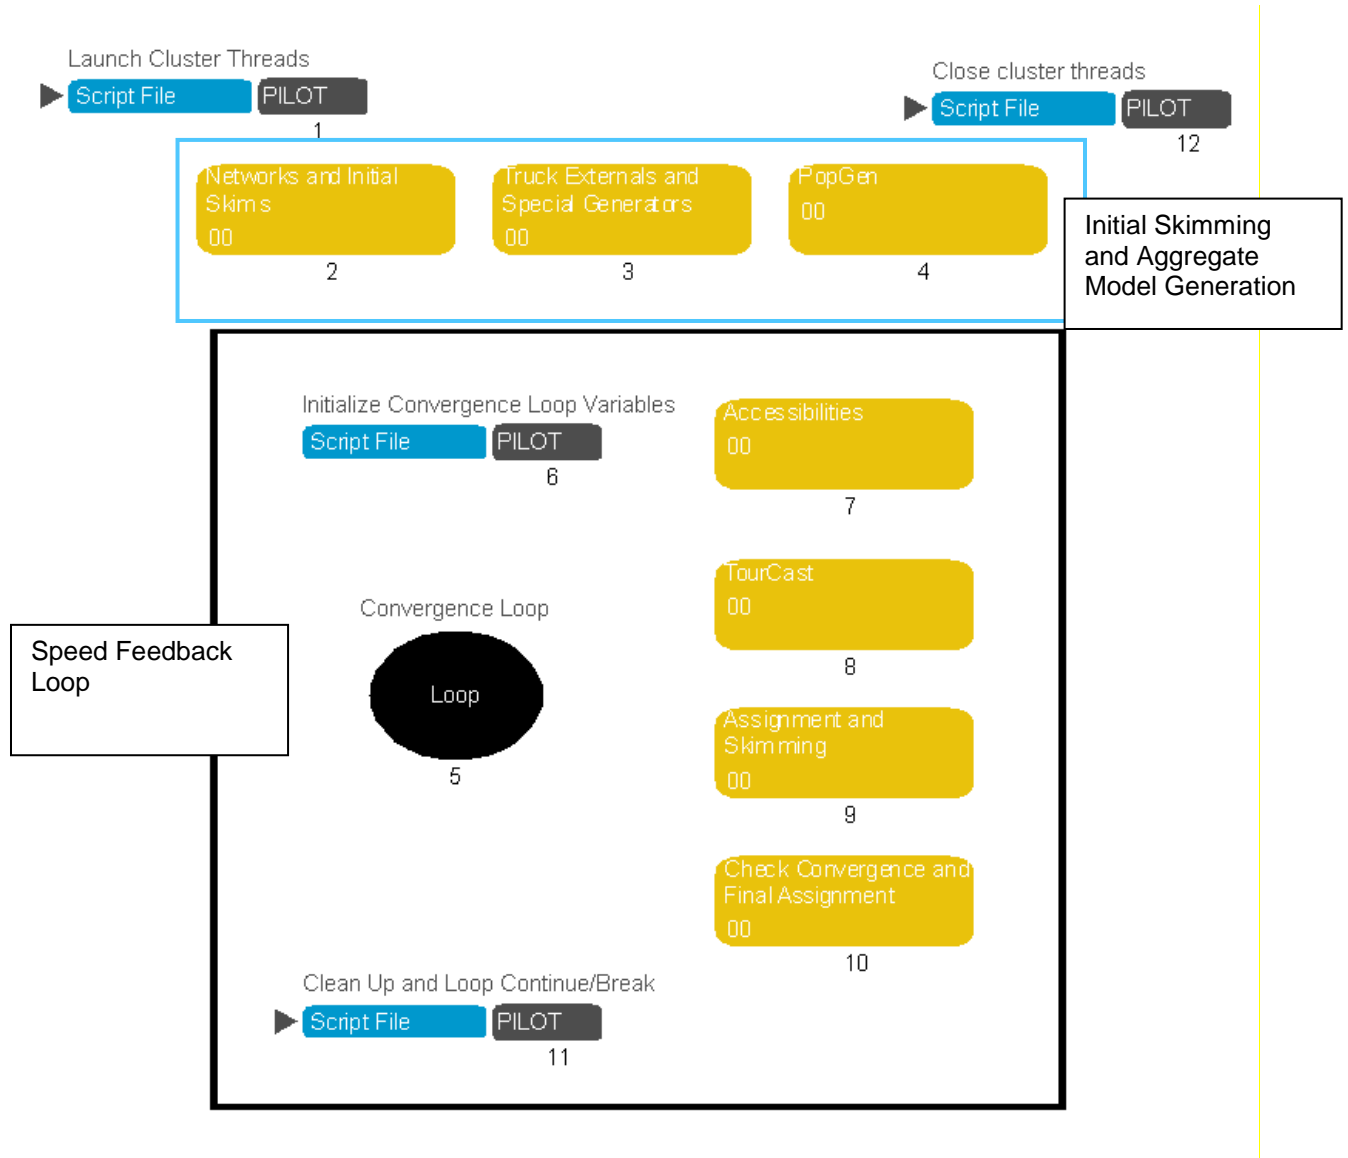 Launch Cluster Threads
Script File PILOT
1
Close cluster threads
Script File PILOT
12
Networks and Initial
Skims
00
2
Truck Externals and
Special Generators
00
3
PopGen
00
4
Initial Skimming
and Aggregate
Model Generation
Initialize Convergence Loop Variables
Script File PILOT
6
Accessibilities
00
7
TourCast
00
8
Convergence Loop
Loop
5
Speed Feedback
Loop
Assignment and
Skimming
00
9
Check Convergence and
Final Assignment
00
10
Clean Up and Loop Continue/Break
Script File PILOT
11